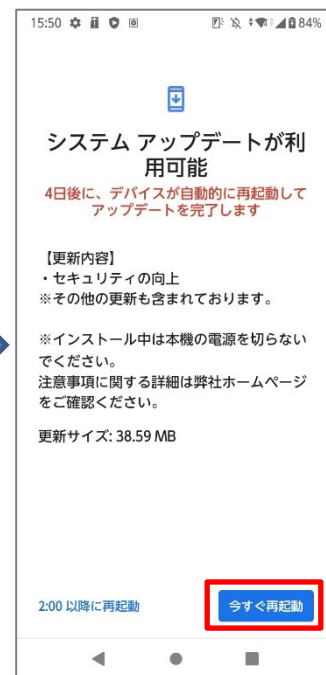 15:50 84%
システム アップデートが利
用可能
4日後に、デバイスが自動的に再起動して
アップデートを完了します
【更新内容】
・セキュリティの向上
※その他の更新も含まれております。
※インストール中は本機の電源を切らない
でください。
注意事項に関する詳細は弊社ホームページ
をご確認ください。
更新サイズ: 38.59 MB
2:00 以降に再起動 今すぐ再起動